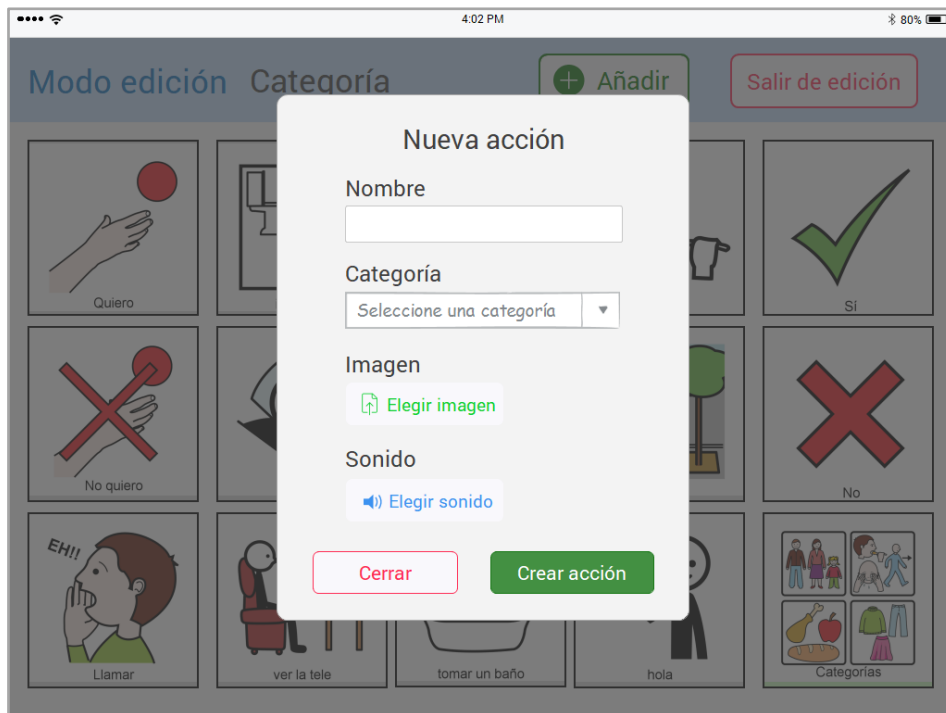 4:02 PM
80%
Modo edición Categoría
Añadir
Salir de edición
Nueva acción
Nombre
Categoría
Seleccione una categoría
Imagen
Elegir imagen
Sonido
Elegir sonido
Cerrar
Crear acción
Quiero
Sí
No quiero
No
EH!!
Llamar
ver la tele
tomar un baño
hola
Categorías